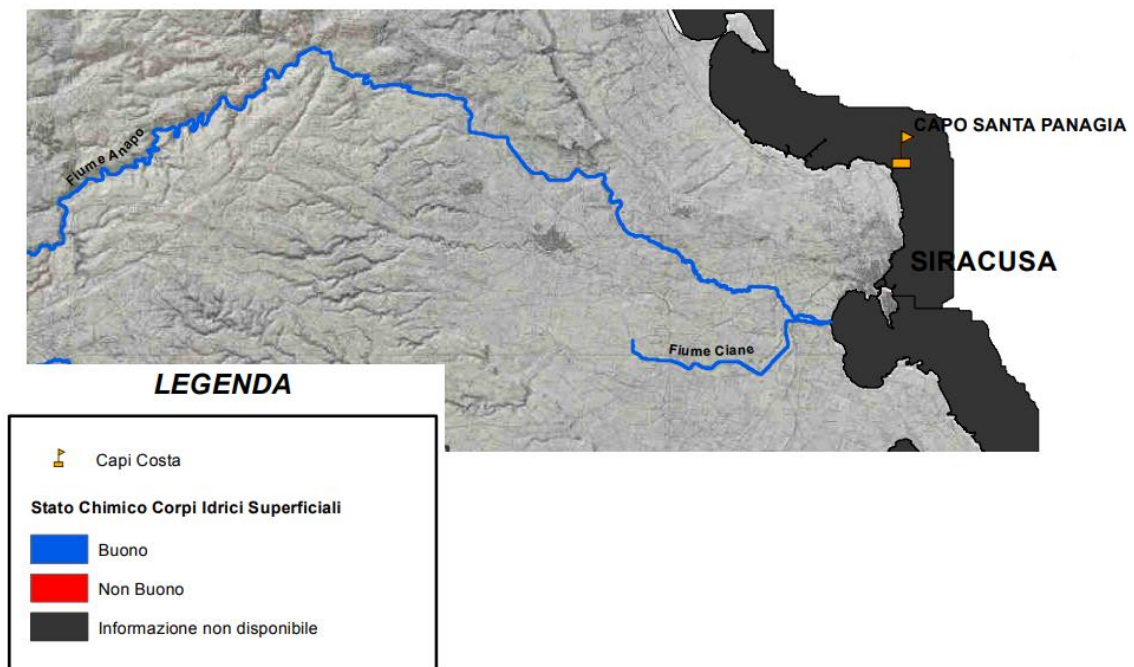 CAPO SANTA PANAGIA
Fiume Anapo
SIRACUSA
Fiume Ciane
LEGENDA
Capi Costa
Stato Chimico Corpi Idrici Superficiali
Buono
Non Buono
Informazione non disponibile